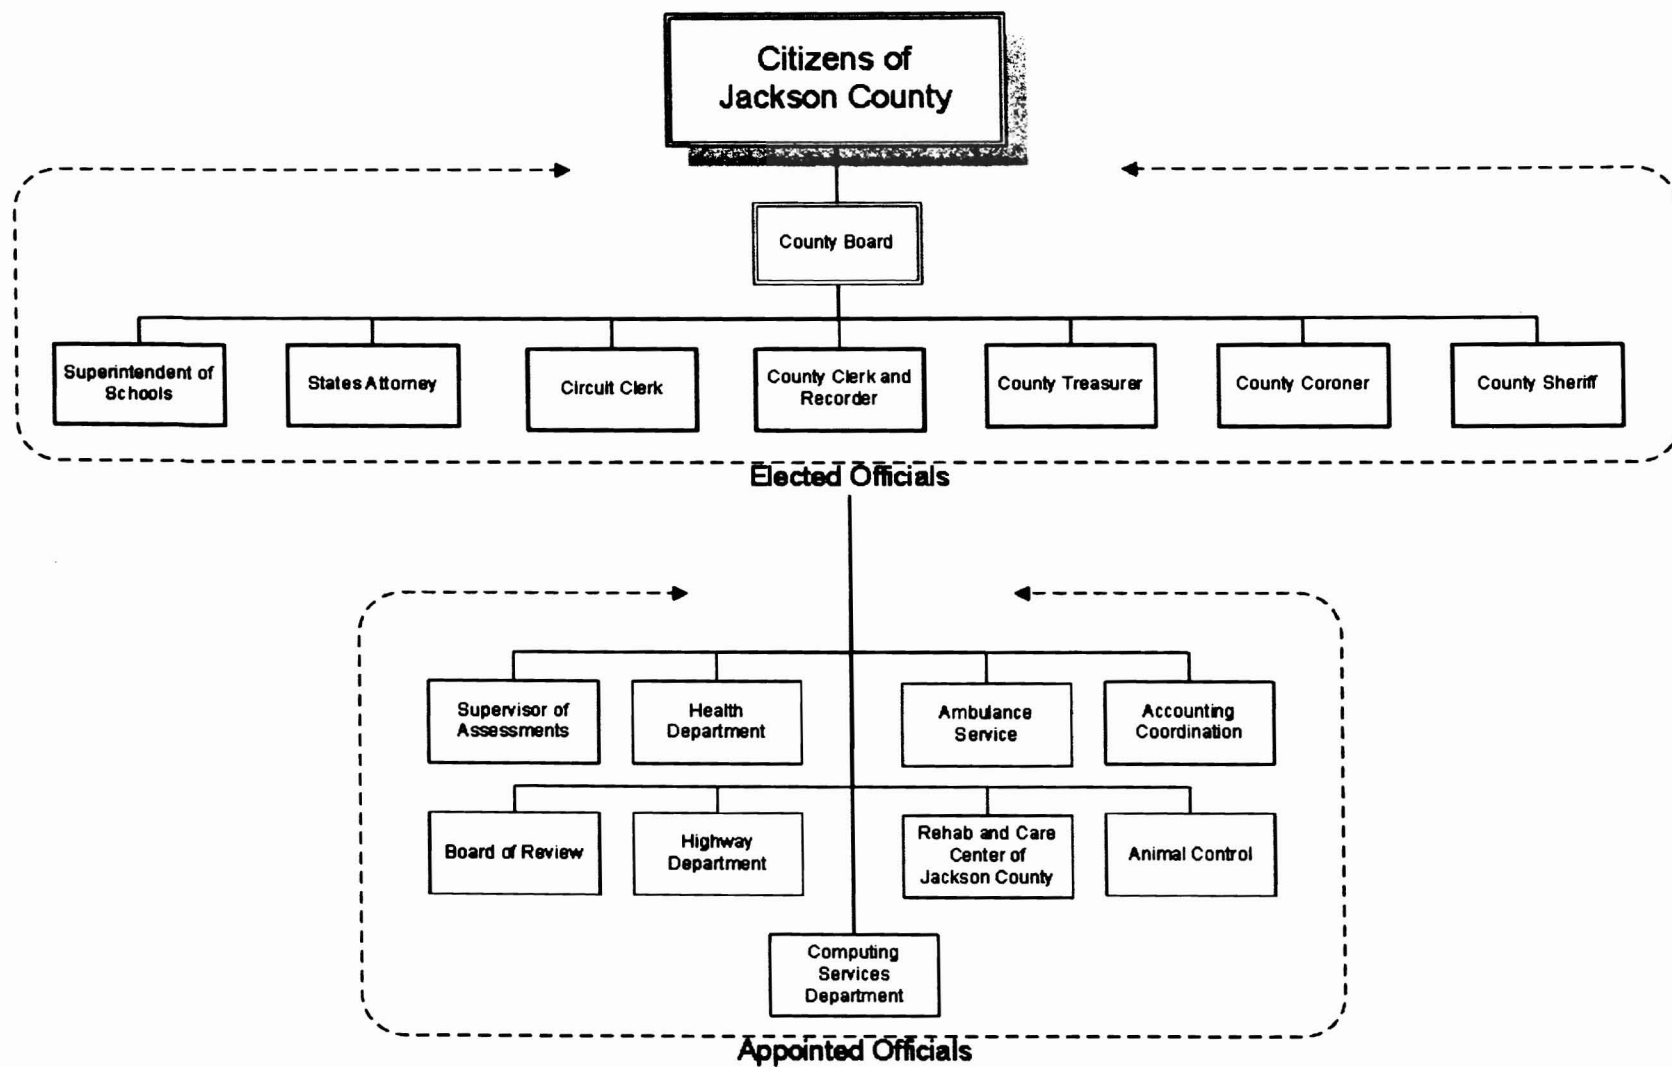 Citizens of
Jackson County
County Board
Superintendent of
Schools
States Attorney
Circuit Clerk
County Clerk and
Recorder
County Treasurer
County Coroner
County Sheriff
Elected Officials
Supervisor of
Assessments
Health
Department
Ambulance
Service
Accounting
Coordination
Board of Review
Highway
Department
Rehab and Care
Center of
Jackson County
Animal Control
Computing
Services
Department
Appointed Officials